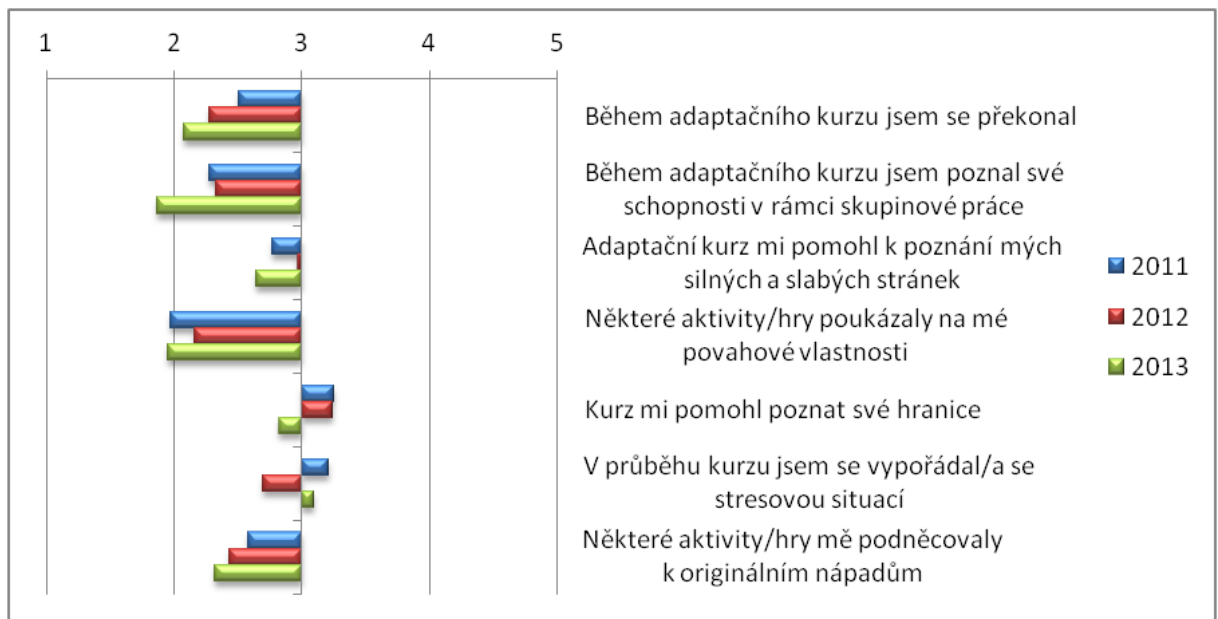 1 2 3 4 5
Během adaptačního kurzu jsem se překonal
Během adaptačního kurzu jsem poznal své
schopnosti v rámci skupinové práce
Adaptační kurz mi pomohl k poznání mých
silných a slabých stránek
Některé aktivity/hry poukázaly na mé
povahové vlastnosti
Kurz mi pomohl poznat své hranice
V průběhu kurzu jsem se vypořádal/a se
stresovou situací
Některé aktivity/hry mě podněcovaly
k originálním nápadům
2011
2012
2013